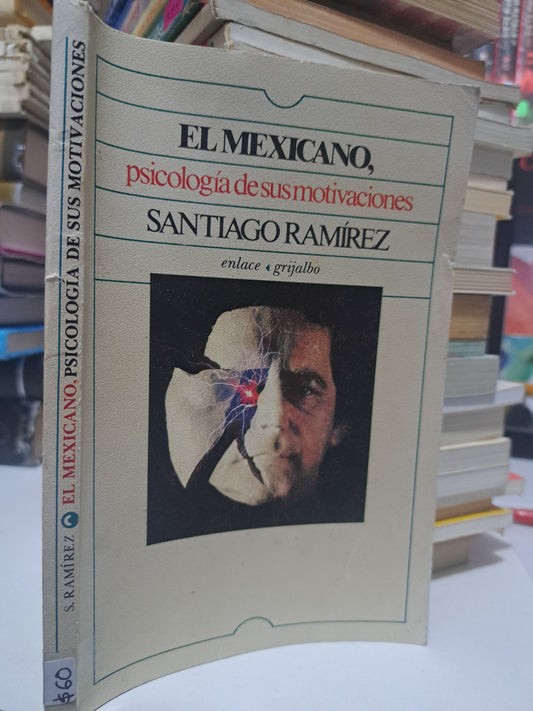 EL MEXICANO,
psicología de sus motivaciones
SANTIAGO RAMÍREZ
enlace grijalbo
S. RAMÍREZ EL MEXICANO, PSICOLOGÍA DE SUS MOTIVACIONES
$60